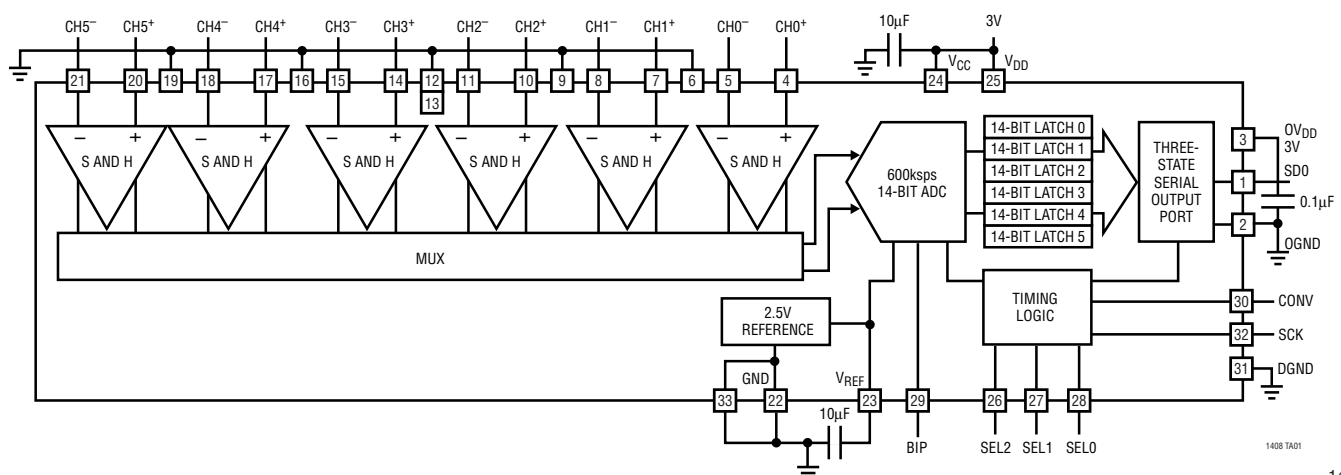 CH5– CH5+ CH4– CH4+ CH3– CH3+ CH2– CH2+ CH1– CH1+ CH0– CH0+ 10µF 3V
VCC VDD
21 20 19 18 17 16 15 14 12 11 10 9 8 7 6 5 4 24 25
13
– + – + – + – + – + – +
S AND H S AND H S AND H S AND H S AND H S AND H
MUX
600ksps
14-BIT ADC
14-BIT LATCH 0
14-BIT LATCH 1
14-BIT LATCH 2
14-BIT LATCH 3
14-BIT LATCH 4
14-BIT LATCH 5
THREE-
STATE
SERIAL
OUTPUT
PORT
3 OVDD
3V
1 SD0
0.1µF
2
OGND
2.5V
REFERENCE
TIMING
LOGIC
30 CONV
32 SCK
31 DGND
GND VREF
33 22 23 29 26 27 28
10µF
BIP SEL2 SEL1 SEL0
1408 TA01